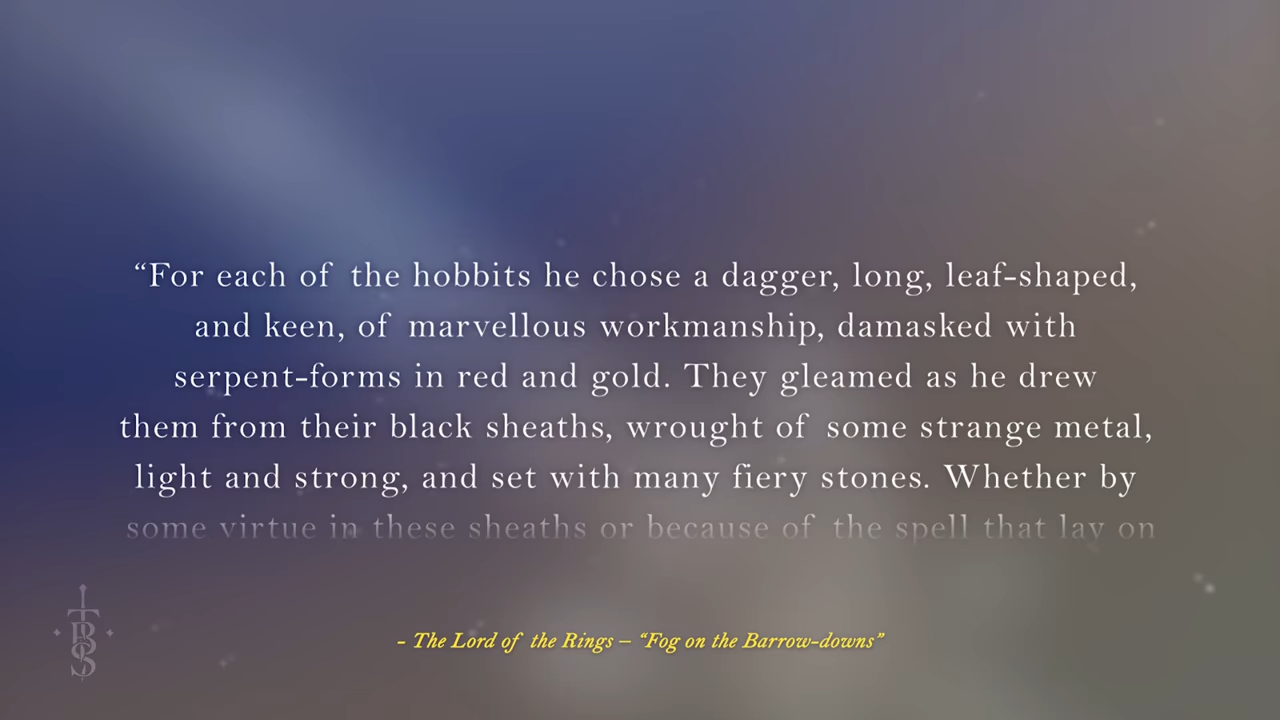 “For each of the hobbits he chose a dagger, long, leaf-shaped,
and keen, of marvellous workmanship, damasked with
serpent-forms in red and gold. They gleamed as he drew
them from their black sheaths, wrought of some strange metal,
light and strong, and set with many fiery stones. Whether by
some virtue in these sheaths or because of the spell that lay on
TBS
- The Lord of the Rings – “Fog on the Barrow-downs”